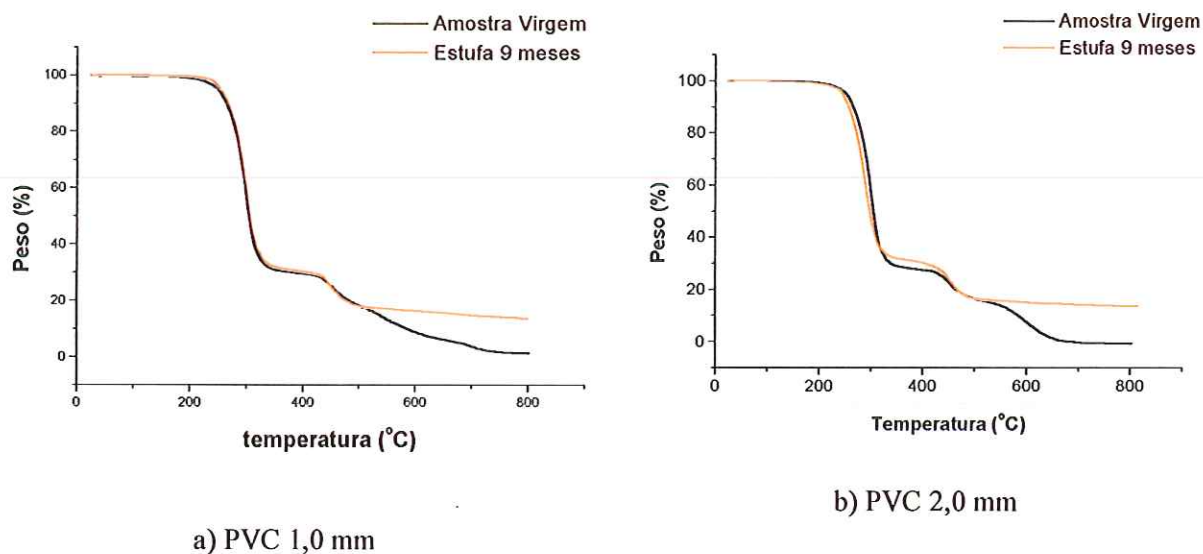 Amostra Virgem
Estufa 9 meses
Peso (%)
100
80
60
40
20
0
0
200
400
600
800
temperatura (°C)
a) PVC 1,0 mm
Amostra Virgem
Estufa 9 meses
Peso (%)
100
80
60
40
20
0
0
200
400
600
800
Temperatura (°C)
b) PVC 2,0 mm